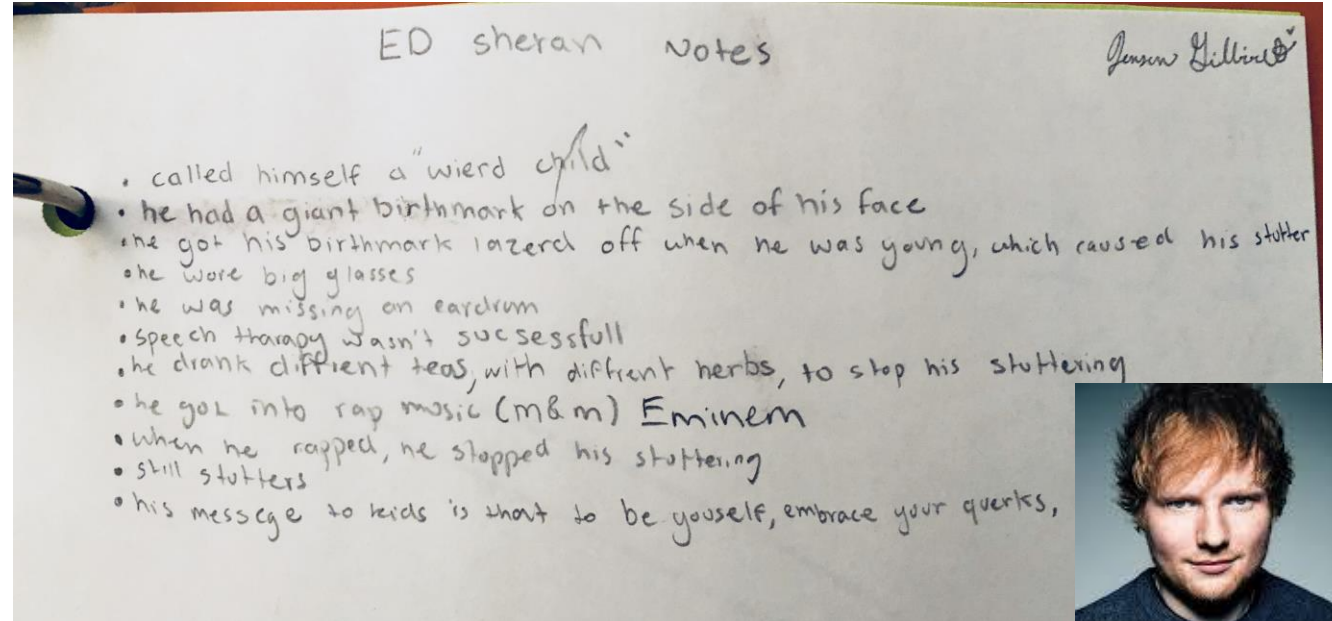 ED sheran Notes
• called himself a "wierd child"
• he had a giant birthmark on the side of his face
• he got his birthmark lazerd off when he was young, which caused his stutter
• he wore big glasses
• he was missing an eardrum
• speech tharapy wasn't sucsessfull
• he drank diffrent teas, with diffrent herbs, to stop his stuttering
• he got into rap music (m&m) Eminem
• when he rapped, he stopped his stuttering
• still stutters
• his messege to kids is that to be youself, embrace your querks,